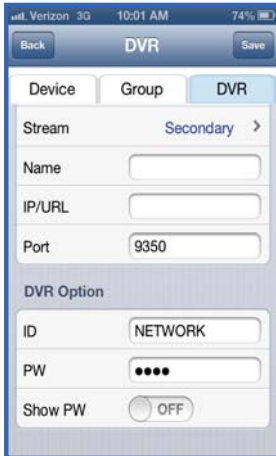 Verizon 3G 10:01 AM 74%
Back DVR Save
Device Group DVR
Stream Secondary >
Name
IP/URL
Port 9350
DVR Option
ID NETWORK
PW ••••
Show PW OFF